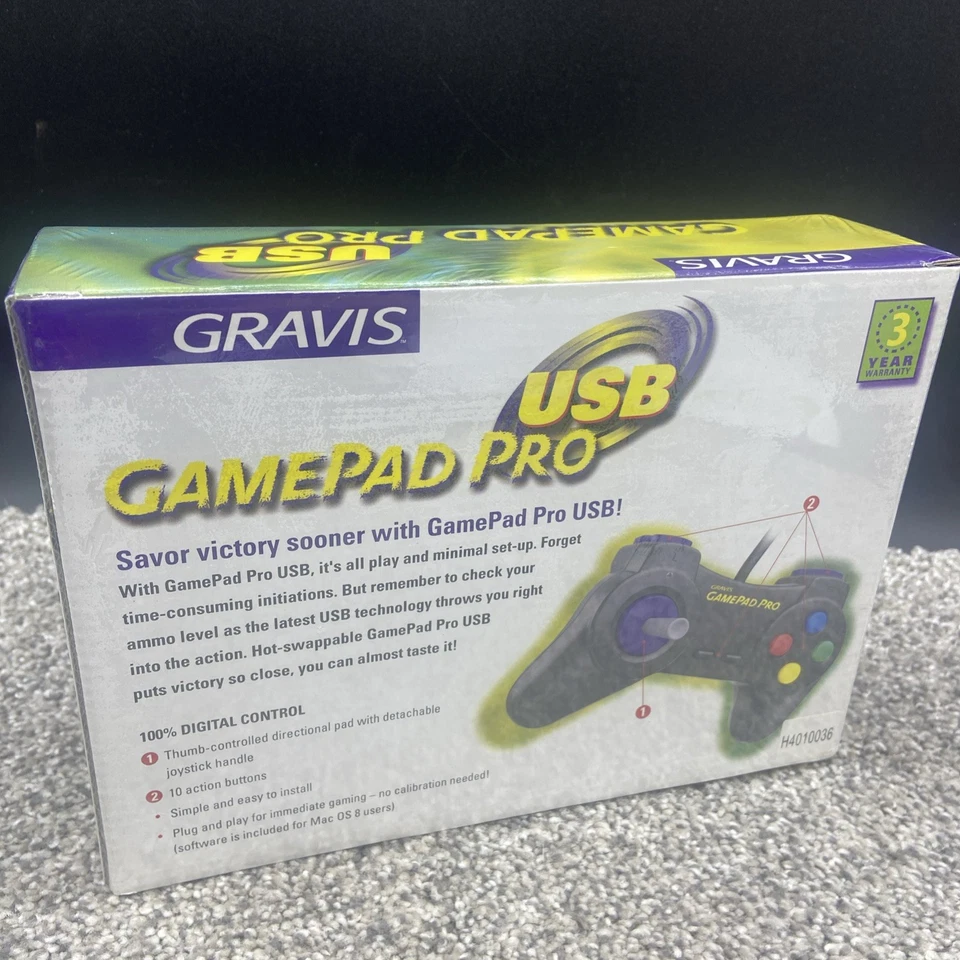 GAMEPAD PRO
USB
GRAVIS
GRAVIS™
3
YEAR
WARRANTY
USB
GAMEPAD PRO
Savor victory sooner with GamePad Pro USB!
With GamePad Pro USB, it's all play and minimal set-up. Forget
time-consuming initiations. But remember to check your
ammo level as the latest USB technology throws you right
into the action. Hot-swappable GamePad Pro USB
puts victory so close, you can almost taste it!
2
GRAVIS
GAMEPAD PRO
1
H4010036
100% DIGITAL CONTROL
1 Thumb-controlled directional pad with detachable
joystick handle
2 10 action buttons
• Simple and easy to install
• Plug and play for immediate gaming – no calibration needed!
(software is included for Mac OS 8 users)